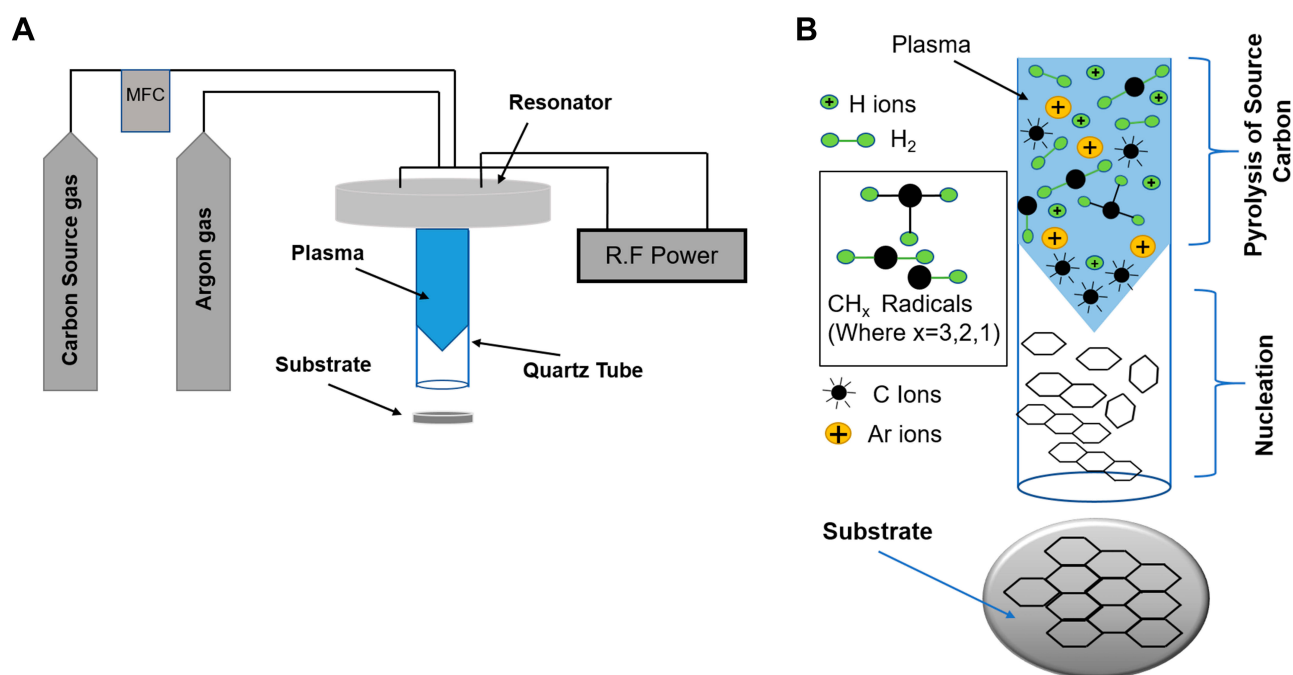 A
MFC
Carbon Source gas
Argon gas
Resonator
Plasma
R.F Power
Substrate
Quartz Tube
B
Plasma
H ions
H₂
CHₓ Radicals
(Where x=3,2,1)
C Ions
Ar ions
Pyrolysis of Source
Carbon
Nucleation
Substrate